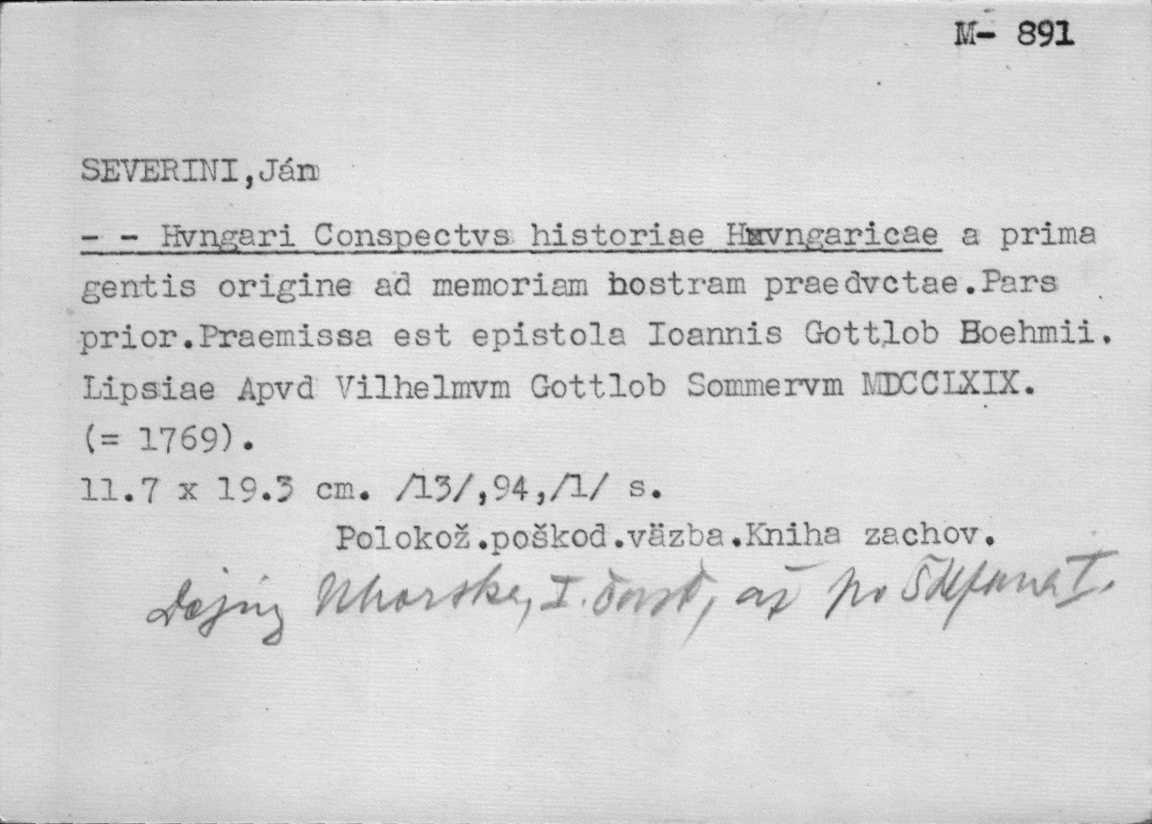 M- 891
SEVERINI,Ján
- - Hvngari Conspectvs historiae Hvngaricae a prima
gentis origine ad memoriam nostram praedvctae.Pars
prior.Praemissa est epistola Ioannis Gottlob Boehmii.
Lipsiae Apvd Vilhelmvm Gottlob Sommervm MDCCLXIX.
(= 1769).
11.7 x 19.3 cm. /13/,94,/1/ s.
Polokož.poškod.väzba.Kniha zachov.
Dejiny Uhorska, I. časť, až po Štefana I.